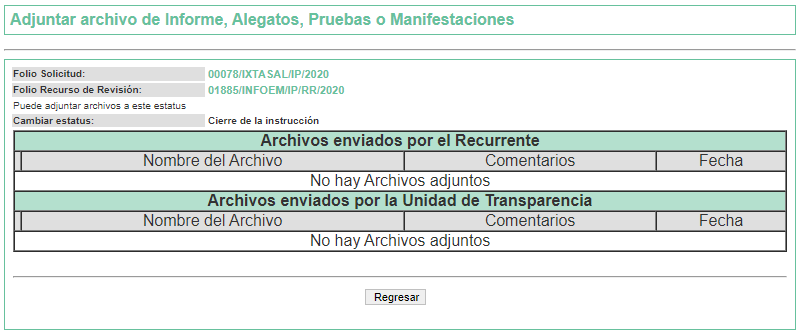 Adjuntar archivo de Informe, Alegatos, Pruebas o Manifestaciones
Folio Solicitud: 00078/IXTASAL/IP/2020
Folio Recurso de Revisión: 01885/INFOEM/IP/RR/2020
Puede adjuntar archivos a este estatus
Cambiar estatus: Cierre de la instrucción
Archivos enviados por el Recurrente
Nombre del Archivo Comentarios Fecha
No hay Archivos adjuntos
Archivos enviados por la Unidad de Transparencia
Nombre del Archivo Comentarios Fecha
No hay Archivos adjuntos
Regresar